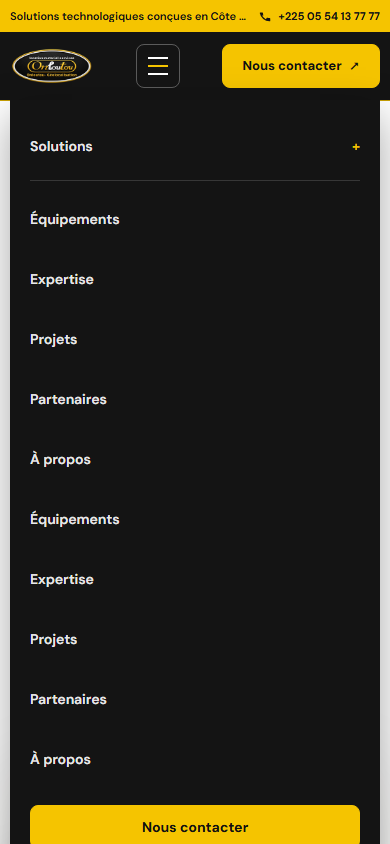 Solutions technologiques conçues en Côte ...
+225 05 54 13 77 77
Nous contacter ↗
Solutions +
Équipements
Expertise
Projets
Partenaires
À propos
Équipements
Expertise
Projets
Partenaires
À propos
Nous contacter